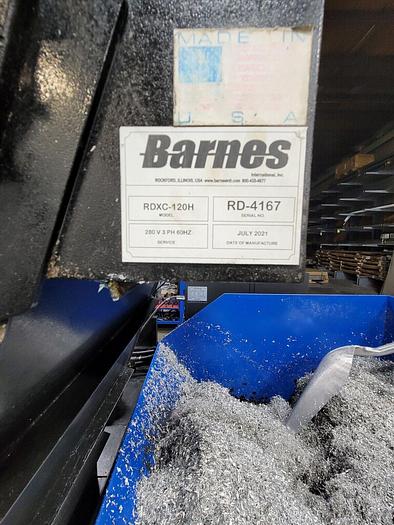 MADE IN
U.S.A
Barnes
International, Inc.
ROCKFORD, ILLINOIS, USA www.barnesintl.com 800-435-4877
RDXC-120H
MODEL
RD-4167
SERIAL NO.
280 V 3 PH 60HZ
SERVICE
JULY 2021
DATE OF MANUFACTURE